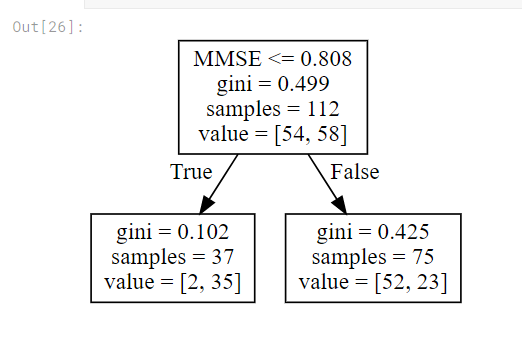 Out[26]:
MMSE <= 0.808
gini = 0.499
samples = 112
value = [54, 58]
True
False
gini = 0.102
samples = 37
value = [2, 35]
gini = 0.425
samples = 75
value = [52, 23]